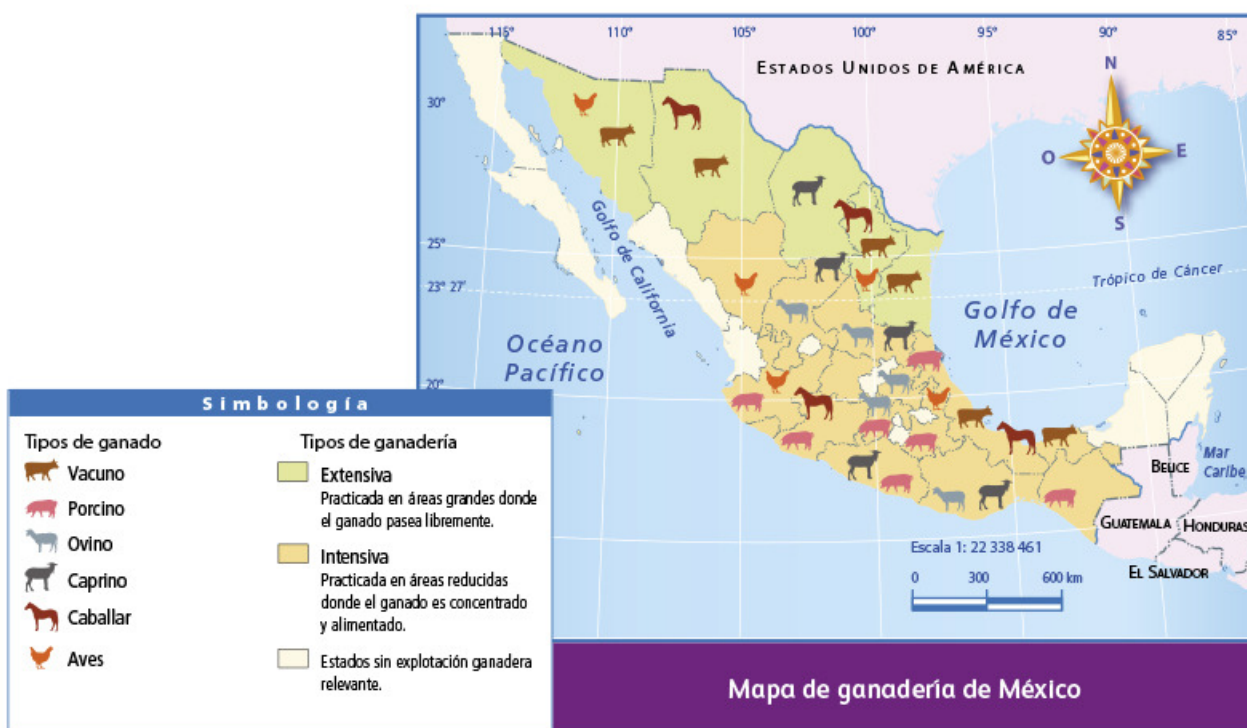 115°
110°
105°
100°
95°
90°
85°
ESTADOS UNIDOS DE AMÉRICA
N
O
E
S
30°
25°
23° 27'
20°
Golfo de California
Trópico de Cáncer
Golfo de
México
Océano
Pacífico
Mar
Caribe
BELICE
GUATEMALA
HONDURAS
EL SALVADOR
Escala 1: 22 338 461
0 300 600 km
Simbología
Tipos de ganado
Vacuno
Porcino
Ovino
Caprino
Caballar
Aves
Tipos de ganadería
Extensiva
Practicada en áreas grandes donde
el ganado pasea libremente.
Intensiva
Practicada en áreas reducidas
donde el ganado es concentrado
y alimentado.
Estados sin explotación ganadera
relevante.
Mapa de ganadería de México